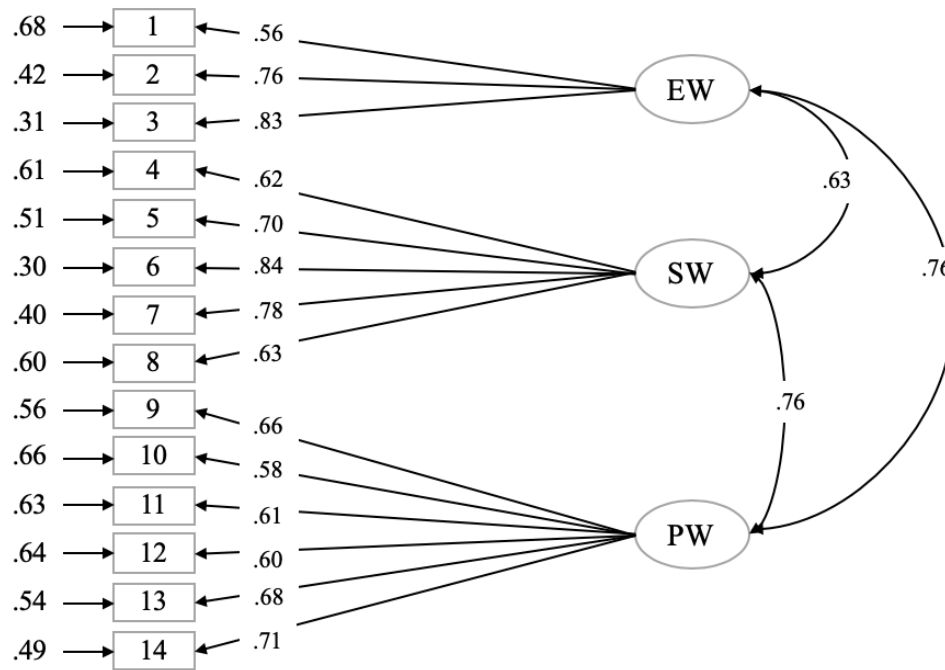 .68 1 .56
.42 2 .76 EW
.31 3 .83
.61 4 .62 .63
.51 5 .70
.30 6 .84 SW .76
.40 7 .78
.60 8 .63
.56 9 .66 .76
.66 10 .58
.63 11 .61
.64 12 .60 PW
.54 13 .68
.49 14 .71